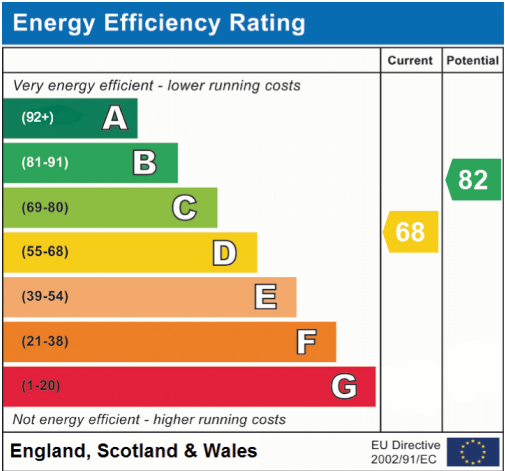 Energy Efficiency Rating
Current Potential
Very energy efficient - lower running costs
(92+) A
(81-91) B
82
(69-80) C
68
(55-68) D
(39-54) E
(21-38) F
(1-20) G
Not energy efficient - higher running costs
England, Scotland & Wales
EU Directive
2002/91/EC